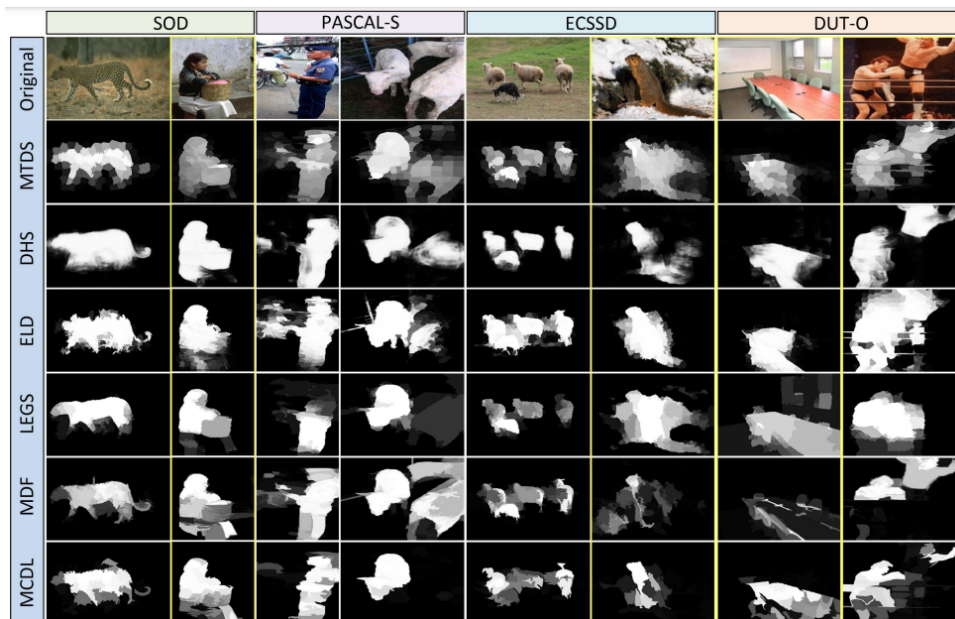 SOD PASCAL-S ECSSD DUT-O
Original
MTDS
DHS
ELD
LEGS
MDF
MCDL